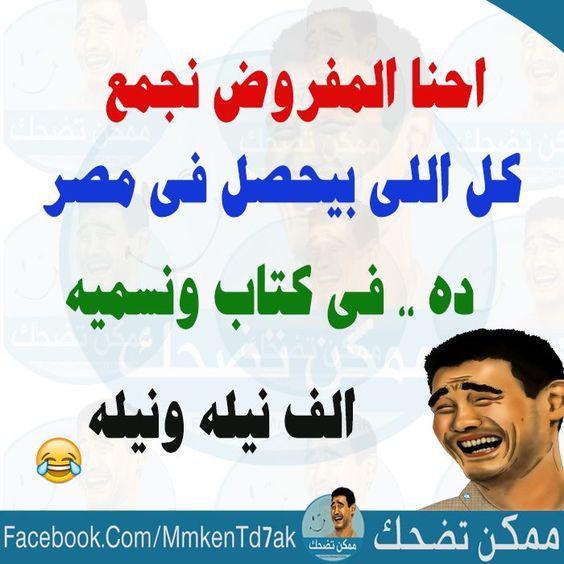 احنا المفروض نجمع
كل اللى بيحصل فى مصر
ده .. فى كتاب ونسميه
الف نيله ونيله
😂
ممكن تضحك
ممكن تضحك
Facebook.Com/MmkenTd7ak